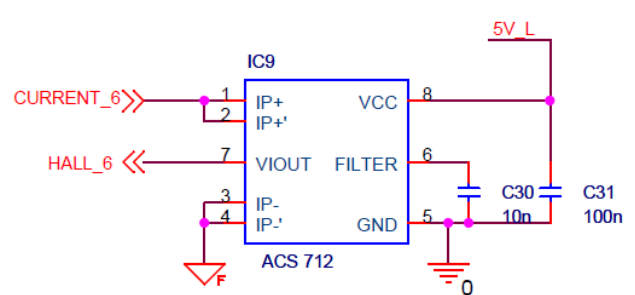 5V_L
IC9
CURRENT_6
1 IP+ VCC 8
2 IP+'
HALL_6 7 VIOUT FILTER 6
3 IP-
4 IP-' GND 5
C30
10n
C31
100n
F
ACS 712
0